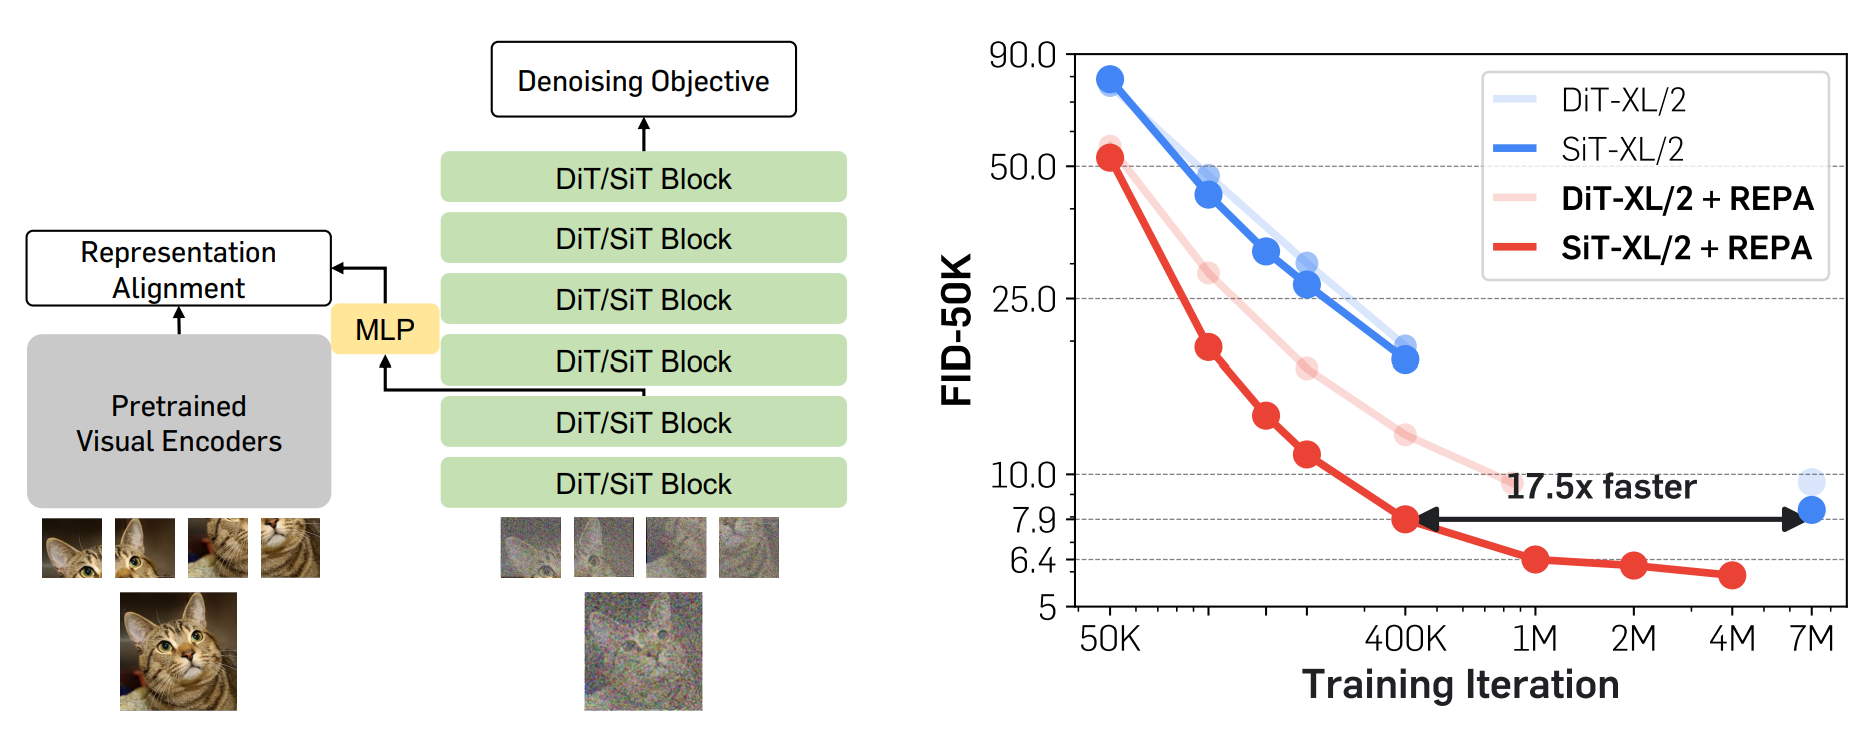 Denoising Objective
DiT/SiT Block
DiT/SiT Block
DiT/SiT Block
DiT/SiT Block
DiT/SiT Block
DiT/SiT Block
Representation
Alignment
MLP
Pretrained
Visual Encoders
FID-50K
90.0
50.0
25.0
10.0
7.9
6.4
5
DiT-XL/2
SiT-XL/2
DiT-XL/2 + REPA
SiT-XL/2 + REPA
17.5x faster
50K 400K 1M 2M 4M 7M
Training Iteration